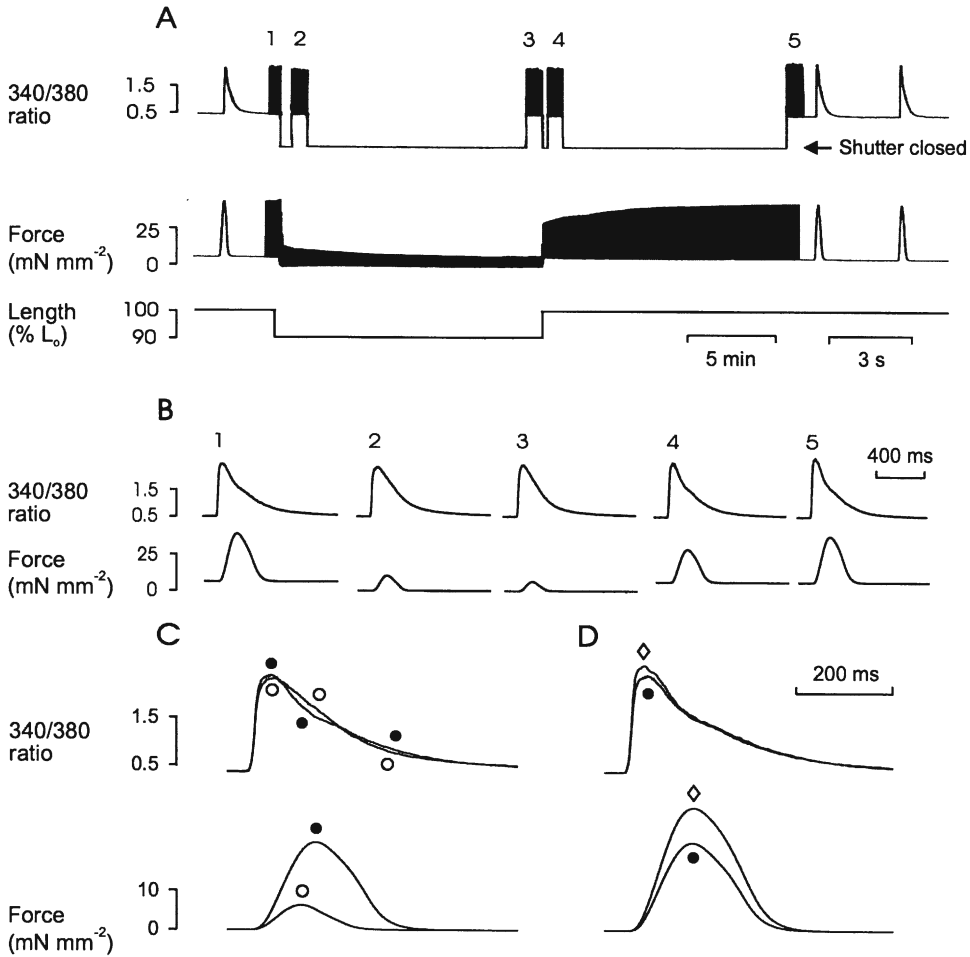 A
1 2 3 4 5
340/380
ratio
1.5
0.5
Shutter closed
Force
(mN mm-2)
25
0
Length
(% Lo)
100
90
5 min
3 s
B
1 2 3 4 5
400 ms
340/380
ratio
1.5
0.5
Force
(mN mm-2)
25
0
C
D
200 ms
340/380
ratio
1.5
0.5
Force
(mN mm-2)
10
0